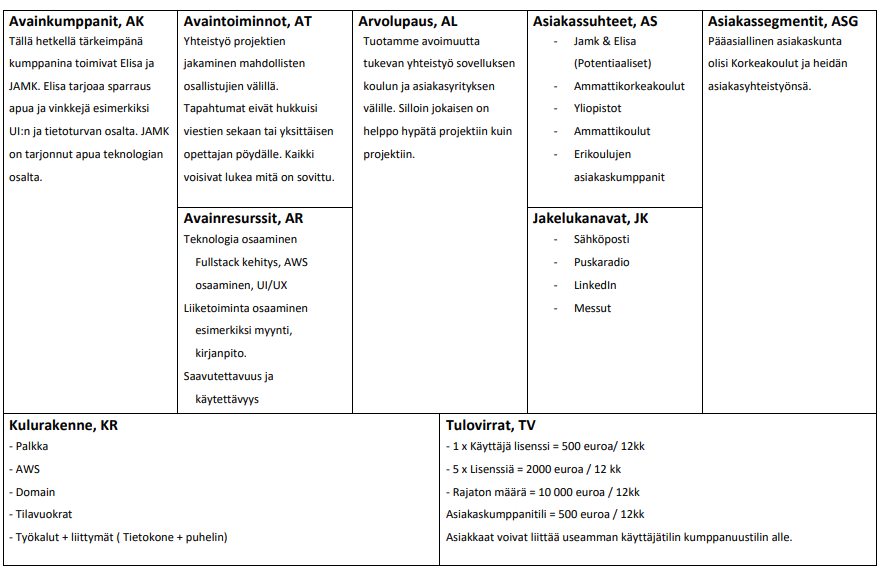 Avainkumppanit, AK
Tällä hetkellä tärkeimpänä
kumppanina toimivat Elisa ja
JAMK. Elisa tarjoaa sparraus
apua ja vinkkejä esimerkiksi
UI:n ja tietoturvan osalta. JAMK
on tarjonnut apua teknologian
osalta.
Avaintoiminnot, AT
Yhteistyö projektien
jakaminen mahdollisten
osallistujien välillä.
Tapahtumat eivät hukkuisi
viestien sekaan tai yksittäisen
opettajan pöydälle. Kaikki
voisivat lukea mitä on sovittu.
Avainresurssit, AR
Teknologia osaaminen
Fullstack kehitys, AWS
osaaminen, UI/UX
Liiketoiminta osaaminen
esimerkiksi myynti,
kirjanpito.
Saavutettavuus ja
käytettävyys
Arvolupaus, AL
Tuotamme avoimuutta
tukevan yhteistyö sovelluksen
koulun ja asiakasyrityksen
välille. Silloin jokaisen on
helppo hypätä projektiin kuin
projektiin.
Asiakassuhteet, AS
- Jamk & Elisa
(Potentiaaliset)
- Ammattikorkeakoulut
- Yliopistot
- Ammattikoulut
- Erikoulujen
asiakaskumppanit
Jakelukanavat, JK
- Sähköposti
- Puskaradio
- LinkedIn
- Messut
Asiakassegmentit, ASG
Pääasiallinen asiakaskunta
olisi Korkeakoulut ja heidän
asiakasyhteistyönsä.
Kulurakenne, KR
- Palkka
- AWS
- Domain
- Tilavuokrat
- Työkalut + liittymät ( Tietokone + puhelin)
Tulovirrat, TV
- 1 x Käyttäjä lisenssi = 500 euroa/ 12kk
- 5 x Lisenssiä = 2000 euroa / 12 kk
- Rajaton määrä = 10 000 euroa / 12kk
Asiakaskumppanitili = 500 euroa / 12kk
Asiakkaat voivat liittää useamman käyttäjätilin kumppanuustilin alle.